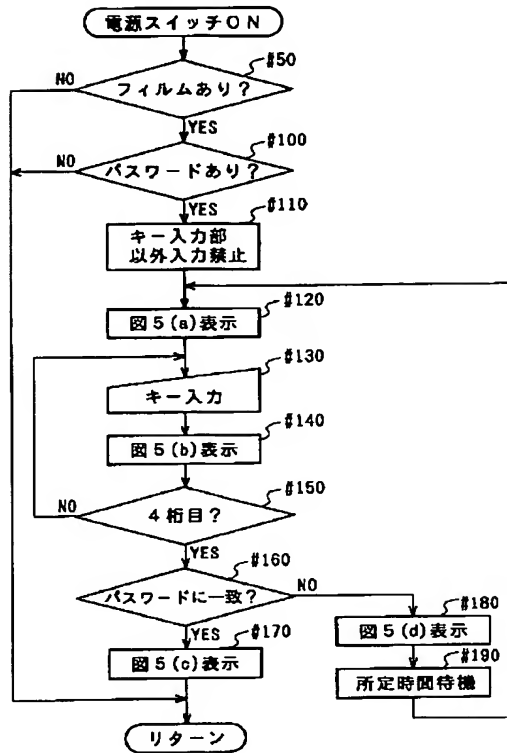 電源スイッチON
#50
フィルムあり？
NO
YES
#100
パスワードあり？
NO
YES
#110
キー入力部
以外入力禁止
#120
図5(a)表示
#130
キー入力
#140
図5(b)表示
#150
4桁目？
NO
YES
#160
パスワードに一致？
NO
YES
#170
図5(c)表示
#180
図5(d)表示
#190
所定時間待機
リターン